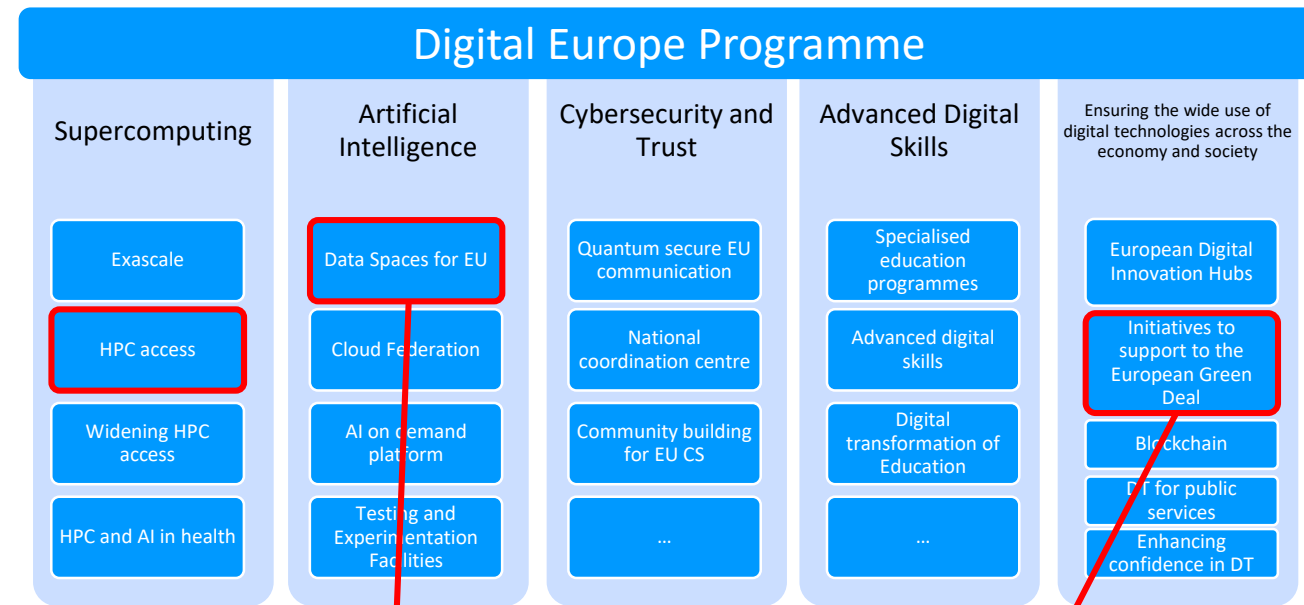 Digital Europe Programme
Supercomputing
Exascale
HPC access
Widening HPC
access
HPC and AI in health
Artificial
Intelligence
Data Spaces for EU
Cloud Federation
AI on demand
platform
Testing and
Experimentation
Facilities
Cybersecurity and
Trust
Quantum secure EU
communication
National
coordination centre
Community building
for EU CS
...
Advanced Digital
Skills
Specialised
education
programmes
Advanced digital
skills
Digital
transformation of
Education
...
Ensuring the wide use of
digital technologies across the
economy and society
European Digital
Innovation Hubs
Initiatives to
support to the
European Green
Deal
Blockchain
DT for public
services
Enhancing
confidence in DT